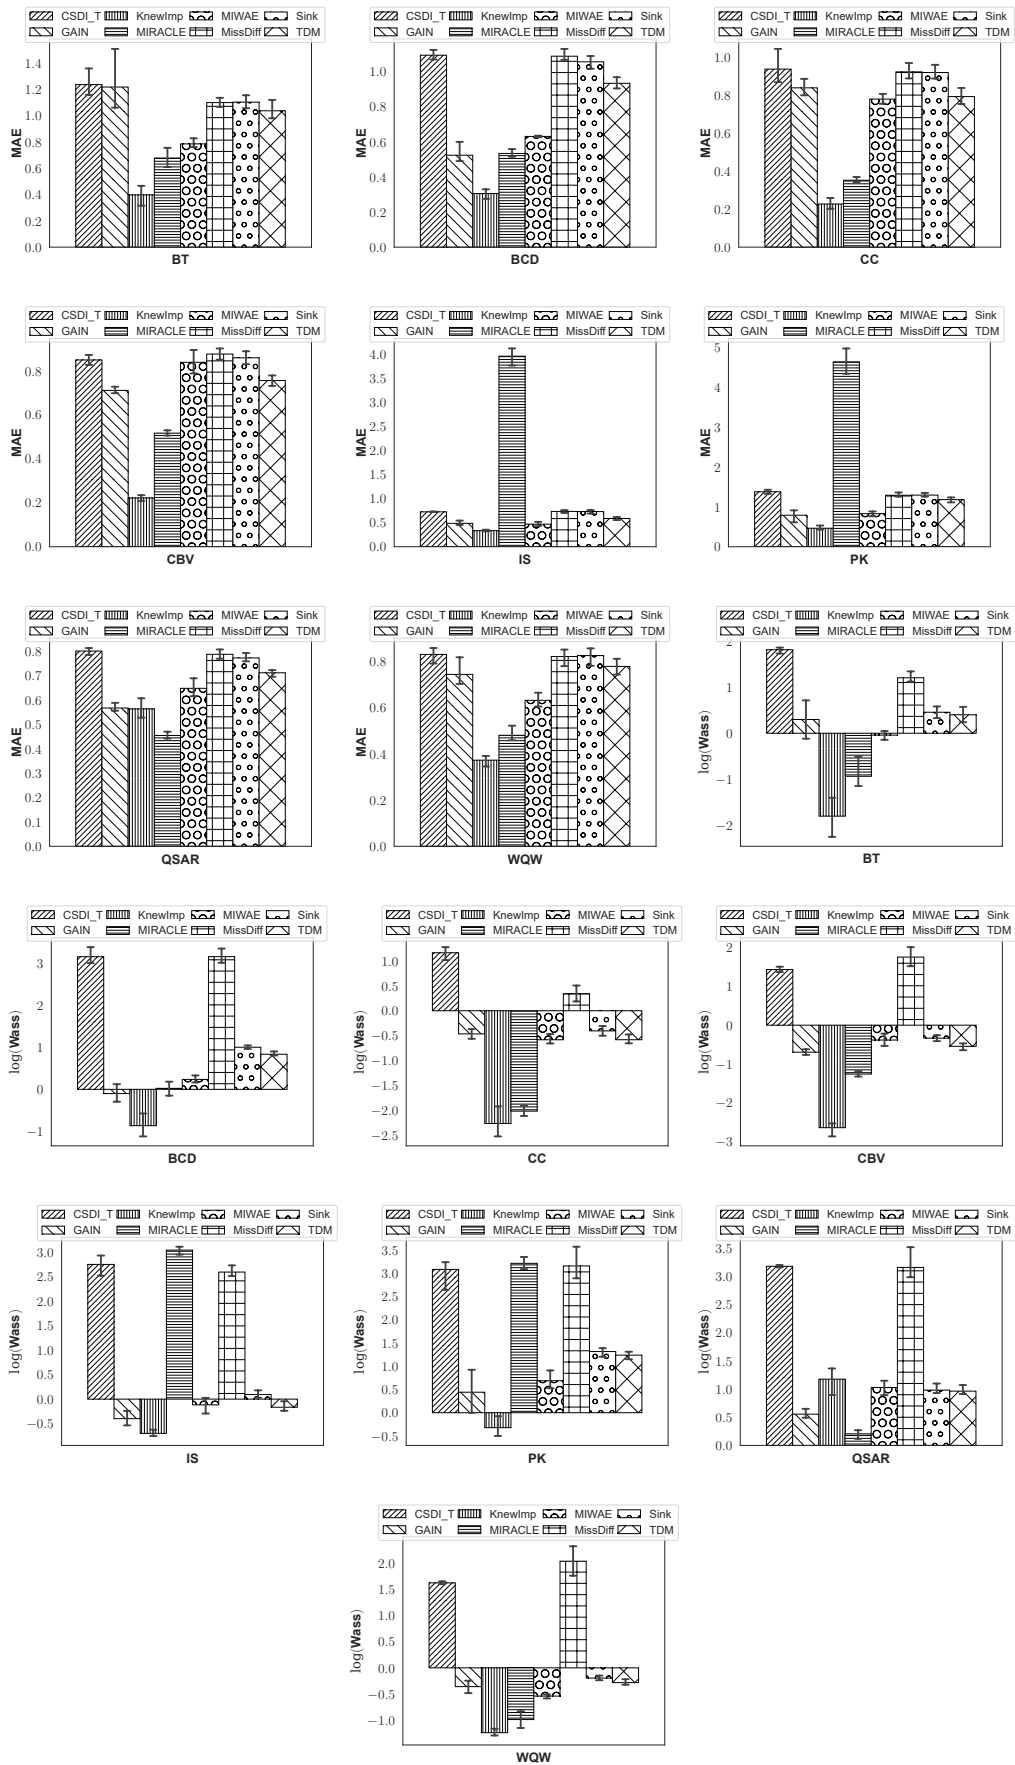 CSDI_T KnewImp MIWAE Sink
GAIN MIRACLE MissDiff TDM
MAE
1.4
1.2
1.0
0.8
0.6
0.4
0.2
0.0
BT
CSDI_T KnewImp MIWAE Sink
GAIN MIRACLE MissDiff TDM
MAE
1.0
0.8
0.6
0.4
0.2
0.0
BCD
CSDI_T KnewImp MIWAE Sink
GAIN MIRACLE MissDiff TDM
MAE
1.0
0.8
0.6
0.4
0.2
0.0
CC
CSDI_T KnewImp MIWAE Sink
GAIN MIRACLE MissDiff TDM
MAE
0.8
0.6
0.4
0.2
0.0
CBV
CSDI_T KnewImp MIWAE Sink
GAIN MIRACLE MissDiff TDM
MAE
4.0
3.5
3.0
2.5
2.0
1.5
1.0
0.5
0.0
IS
CSDI_T KnewImp MIWAE Sink
GAIN MIRACLE MissDiff TDM
MAE
5
4
3
2
1
0
PK
CSDI_T KnewImp MIWAE Sink
GAIN MIRACLE MissDiff TDM
MAE
0.8
0.7
0.6
0.5
0.4
0.3
0.2
0.1
0.0
QSAR
CSDI_T KnewImp MIWAE Sink
GAIN MIRACLE MissDiff TDM
MAE
0.8
0.6
0.4
0.2
0.0
WQW
CSDI_T KnewImp MIWAE Sink
GAIN MIRACLE MissDiff TDM
log(Wass)
2
1
0
−1
−2
BT
CSDI_T KnewImp MIWAE Sink
GAIN MIRACLE MissDiff TDM
log(Wass)
3
2
1
0
−1
BCD
CSDI_T KnewImp MIWAE Sink
GAIN MIRACLE MissDiff TDM
log(Wass)
1.0
0.5
0.0
−0.5
−1.0
−1.5
−2.0
−2.5
CC
CSDI_T KnewImp MIWAE Sink
GAIN MIRACLE MissDiff TDM
log(Wass)
2
1
0
−1
−2
−3
CBV
CSDI_T KnewImp MIWAE Sink
GAIN MIRACLE MissDiff TDM
log(Wass)
3.0
2.5
2.0
1.5
1.0
0.5
0.0
−0.5
IS
CSDI_T KnewImp MIWAE Sink
GAIN MIRACLE MissDiff TDM
log(Wass)
3.5
3.0
2.5
2.0
1.5
1.0
0.5
0.0
−0.5
PK
CSDI_T KnewImp MIWAE Sink
GAIN MIRACLE MissDiff TDM
log(Wass)
3.5
3.0
2.5
2.0
1.5
1.0
0.5
0.0
QSAR
CSDI_T KnewImp MIWAE Sink
GAIN MIRACLE MissDiff TDM
log(Wass)
2.0
1.5
1.0
0.5
0.0
−0.5
−1.0
WQW